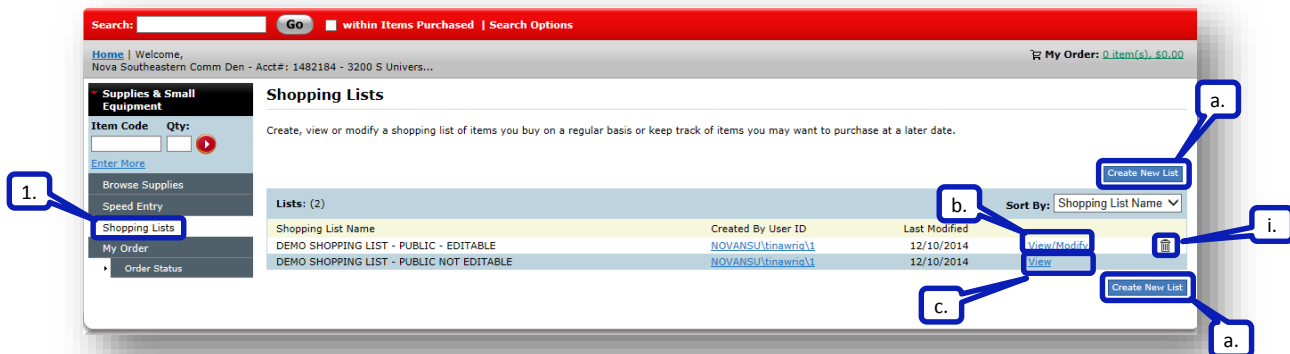 Search: Go within Items Purchased | Search Options
Home | Welcome,
Nova Southeastern Comm Den - Acct#: 1482184 - 3200 S Univers...
My Order: 0 item(s), $0.00
Supplies & Small
Equipment
Item Code Qty:
Enter More
Browse Supplies
Speed Entry
1.
Shopping Lists
My Order
Order Status
Shopping Lists
Create, view or modify a shopping list of items you buy on a regular basis or keep track of items you may want to purchase at a later date.
a.
Create New List
Lists: (2)
b.
Sort By: Shopping List Name
Shopping List Name Created By User ID Last Modified
DEMO SHOPPING LIST - PUBLIC - EDITABLE NOVANSU\tinawrig\1 12/10/2014 View/Modify
i.
DEMO SHOPPING LIST - PUBLIC NOT EDITABLE NOVANSU\tinawrig\1 12/10/2014 View
c.
Create New List
a.